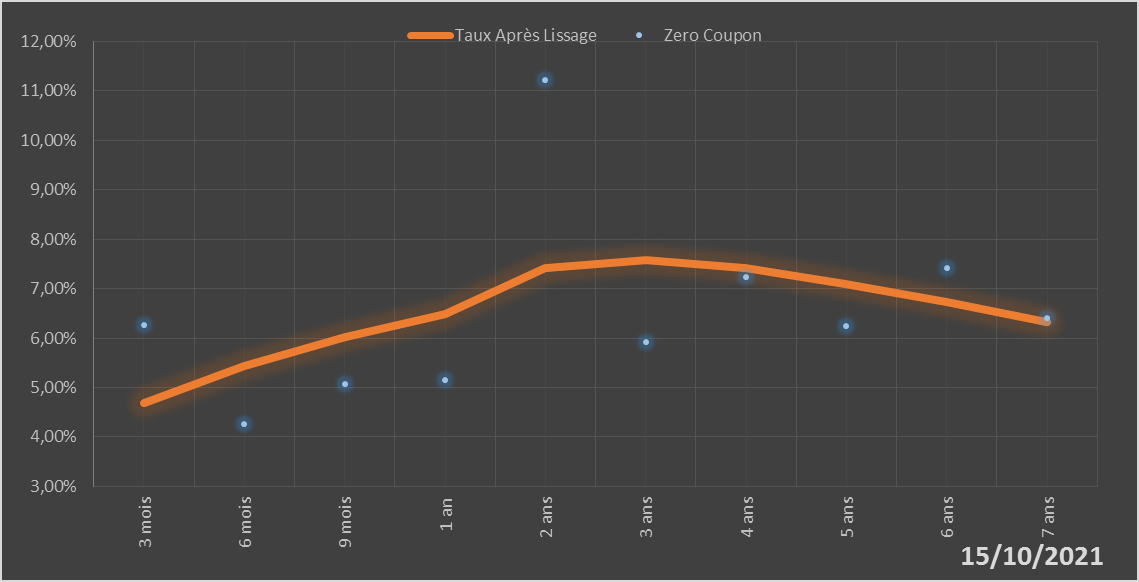 Taux Après Lissage Zero Coupon
12,00%
11,00%
10,00%
9,00%
8,00%
7,00%
6,00%
5,00%
4,00%
3,00%
3 mois
6 mois
9 mois
1 an
2 ans
3 ans
4 ans
5 ans
6 ans
7 ans
15/10/2021